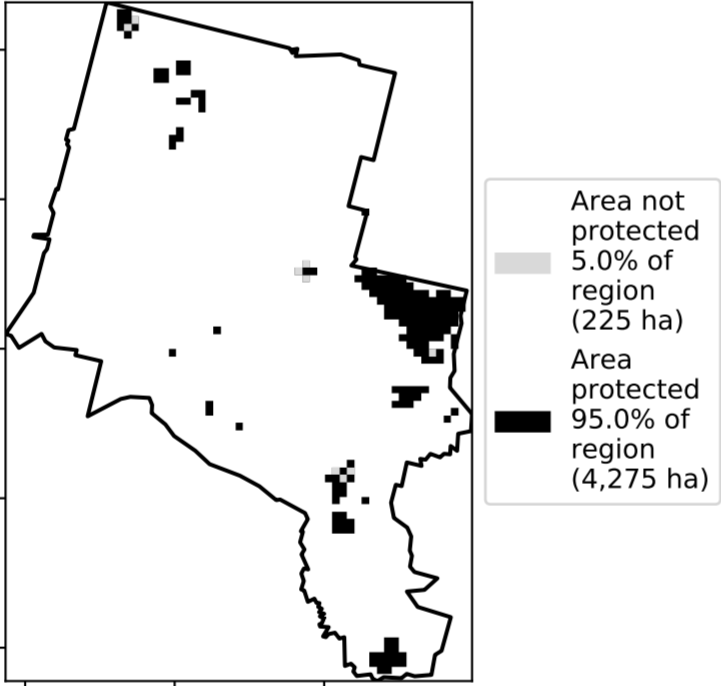 Area not
protected
5.0% of
region
(225 ha)
Area
protected
95.0% of
region
(4,275 ha)